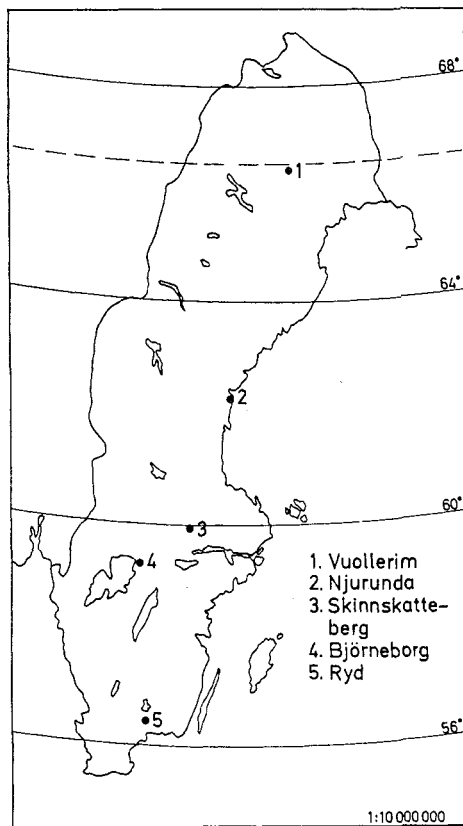 68°
1
64°
2
60°
3
4
1. Vuollerim
2. Njurunda
3. Skinnskatte-
berg
4. Björneborg
5. Ryd
5
56°
1:10 000 000